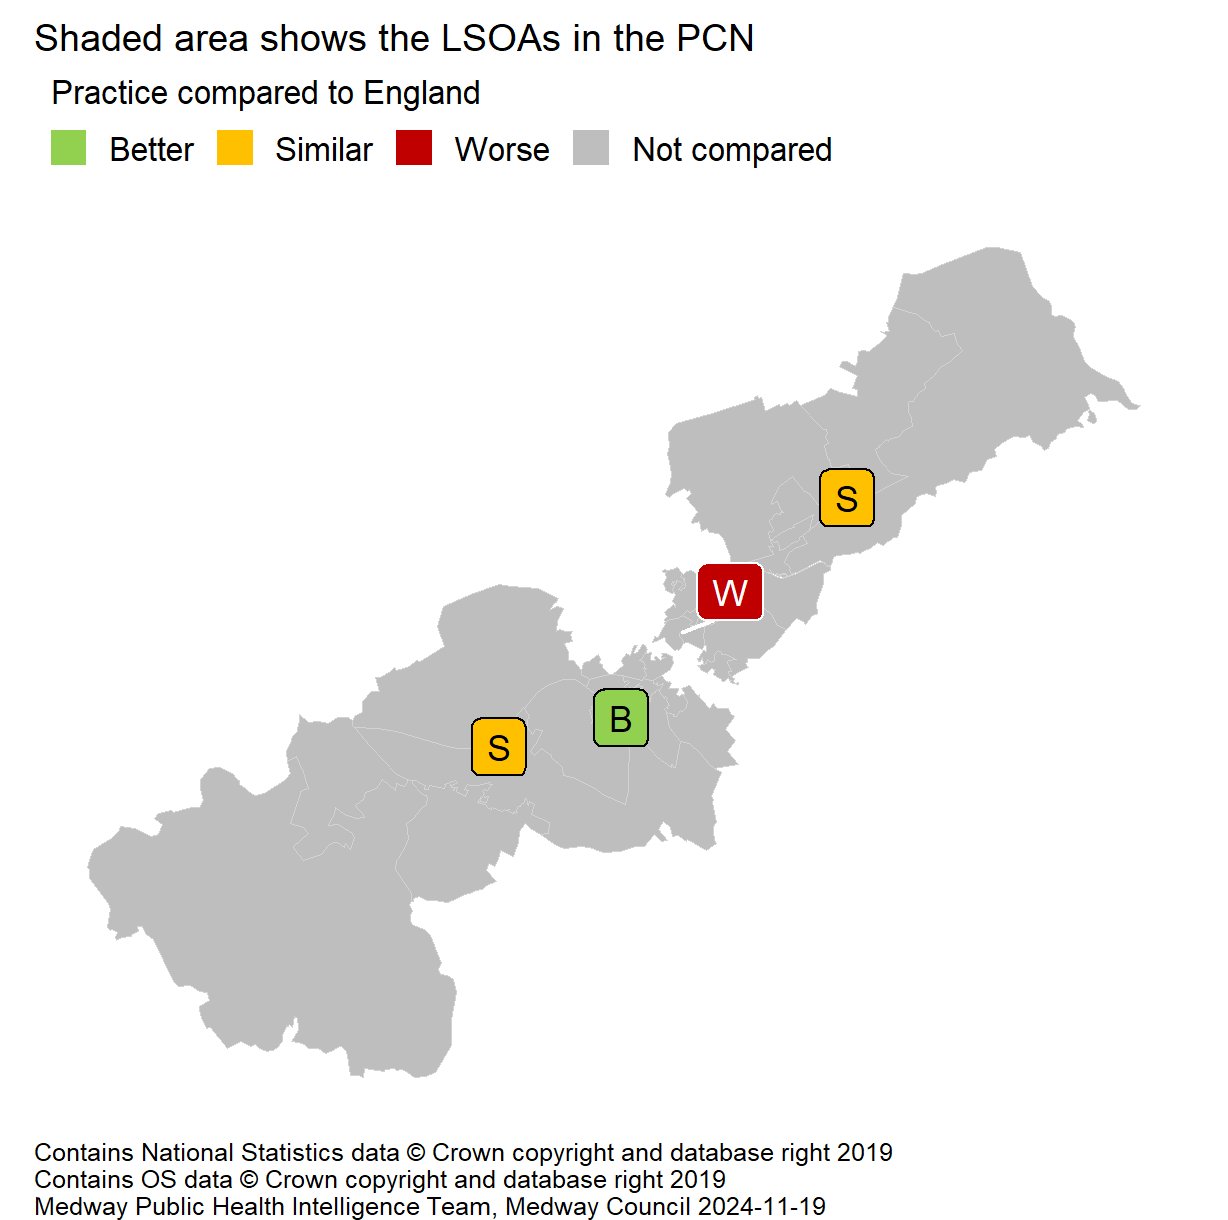 Shaded area shows the LSOAs in the PCN
Practice compared to England
Better Similar Worse Not compared
S
W
B
S
Contains National Statistics data © Crown copyright and database right 2019
Contains OS data © Crown copyright and database right 2019
Medway Public Health Intelligence Team, Medway Council 2024-11-19